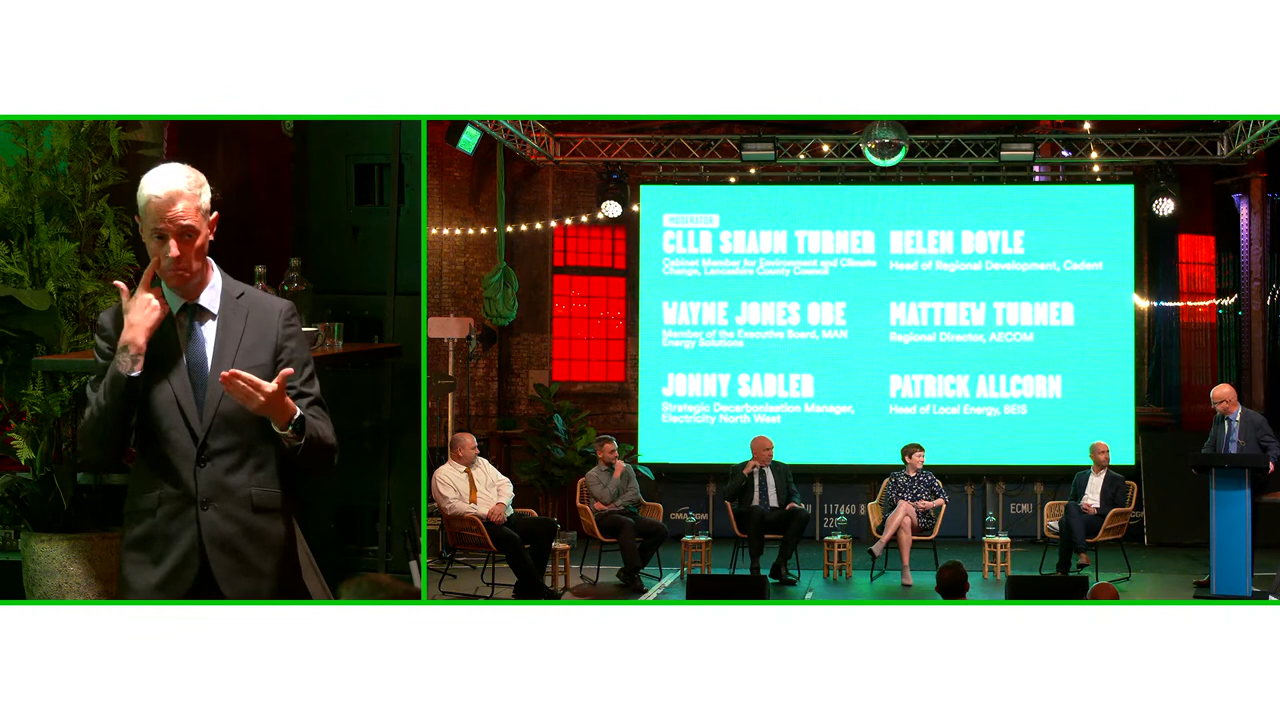 MODERATOR
CLLR SHAUN TURNER
Cabinet Member for Environment and Climate
Change, Lancashire County Council
HELEN BOYLE
Head of Regional Development, Cadent
WAYNE JONES OBE
Member of the Executive Board, MAN
Energy Solutions
MATTHEW TURNER
Regional Director, AECOM
JONNY SADLER
Strategic Decarbonisation Manager,
Electricity North West
PATRICK ALLCORN
Head of Local Energy, BEIS
CMA CGM
117460 8
ECMU